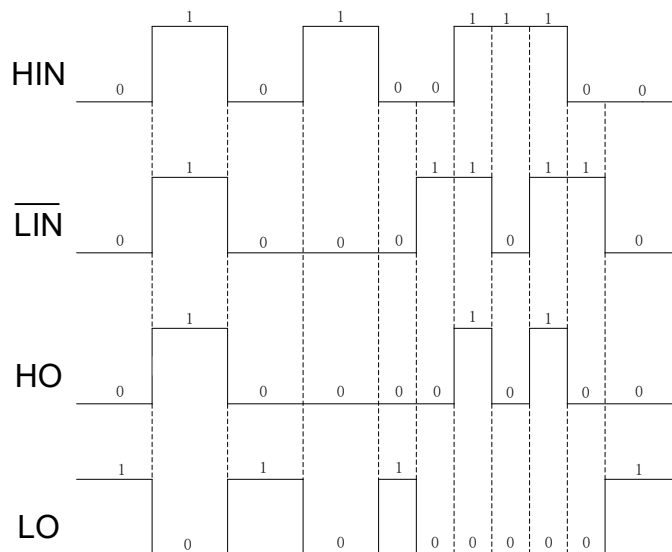 HIN 0 1 0 1 0 0 1 1 1 0 0
LIN 0 1 0 0 0 1 1 0 1 1 0
HO 0 1 0 0 0 0 1 0 1 0 0
LO 1 0 1 0 1 0 0 0 0 0 1